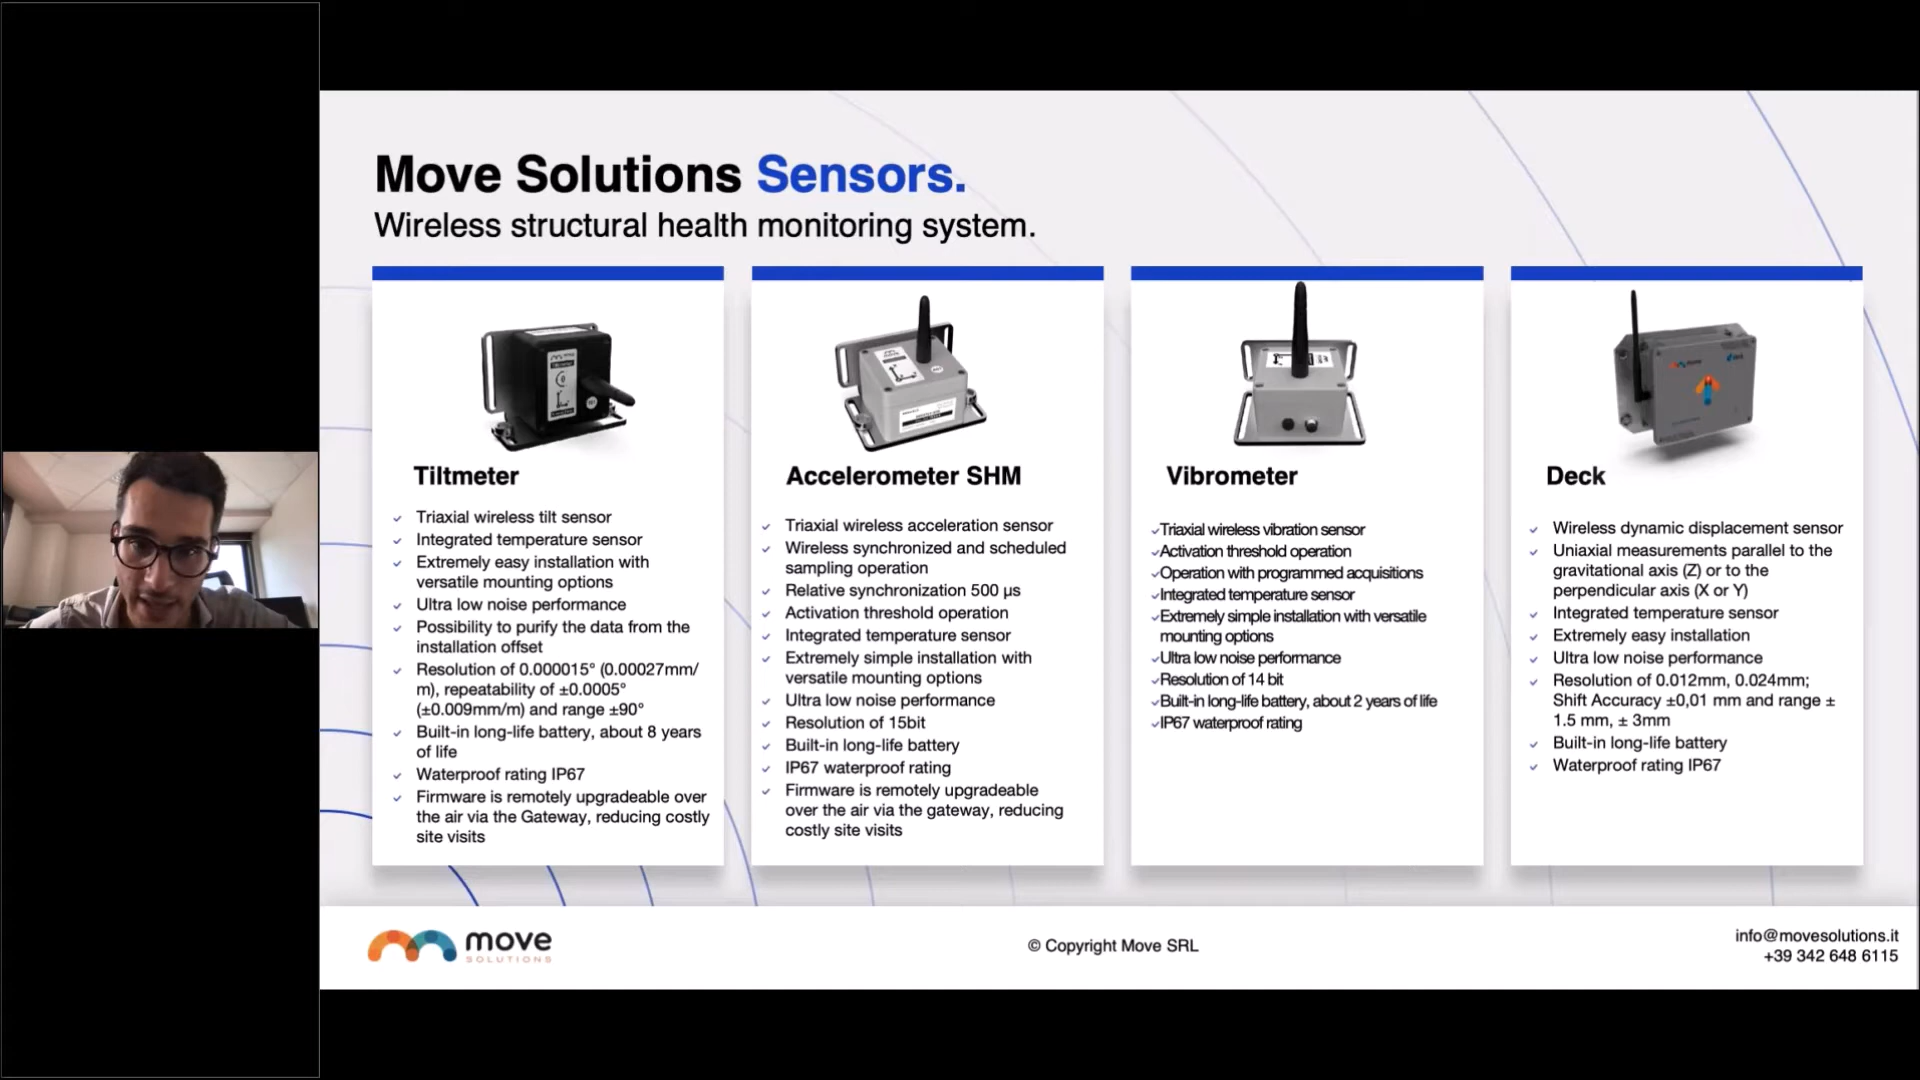 Move Solutions Sensors.
Wireless structural health monitoring system.
Tiltmeter
Triaxial wireless tilt sensor
Integrated temperature sensor
Extremely easy installation with
versatile mounting options
Ultra low noise performance
Possibility to purify the data from the
installation offset
Resolution of 0.000015° (0.00027mm/
m), repeatability of ±0.0005°
(±0.009mm/m) and range ±90°
Built-in long-life battery, about 8 years
of life
Waterproof rating IP67
Firmware is remotely upgradeable over
the air via the Gateway, reducing costly
site visits
Accelerometer SHM
Triaxial wireless acceleration sensor
Wireless synchronized and scheduled
sampling operation
Relative synchronization 500 µs
Activation threshold operation
Integrated temperature sensor
Extremely simple installation with
versatile mounting options
Ultra low noise performance
Resolution of 15bit
Built-in long-life battery
IP67 waterproof rating
Firmware is remotely upgradeable
over the air via the gateway, reducing
costly site visits
Vibrometer
Triaxial wireless vibration sensor
Activation threshold operation
Operation with programmed acquisitions
Integrated temperature sensor
Extremely simple installation with versatile
mounting options
Ultra low noise performance
Resolution of 14 bit
Built-in long-life battery, about 2 years of life
IP67 waterproof rating
deck
Deck
Wireless dynamic displacement sensor
Uniaxial measurements parallel to the
gravitational axis (Z) or to the
perpendicular axis (X or Y)
Integrated temperature sensor
Extremely easy installation
Ultra low noise performance
Resolution of 0.012mm, 0.024mm;
Shift Accuracy ±0,01 mm and range ±
1.5 mm, ± 3mm
Built-in long-life battery
Waterproof rating IP67
move
SOLUTIONS
© Copyright Move SRL
info@movesolutions.it
+39 342 648 6115